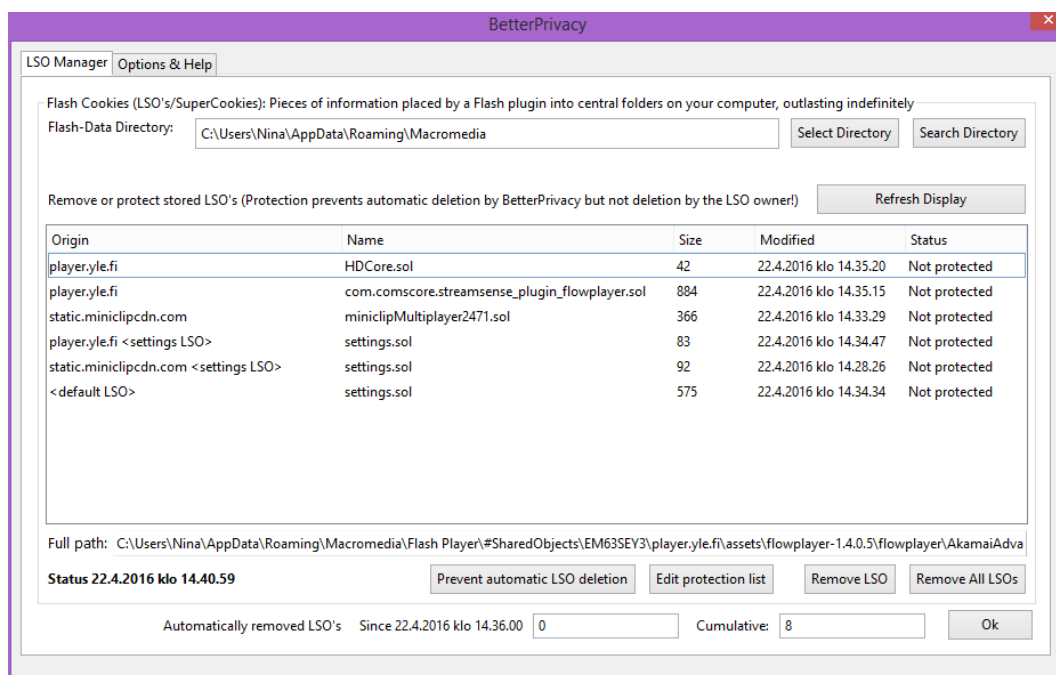 BetterPrivacy
LSO Manager Options & Help
Flash Cookies (LSO's/SuperCookies): Pieces of information placed by a Flash plugin into central folders on your computer, outlasting indefinitely
Flash-Data Directory: C:\Users\Nina\AppData\Roaming\Macromedia Select Directory Search Directory
Remove or protect stored LSO's (Protection prevents automatic deletion by BetterPrivacy but not deletion by the LSO owner!) Refresh Display
Origin Name Size Modified Status
player.yle.fi HDCore.sol 42 22.4.2016 klo 14.35.20 Not protected
player.yle.fi com.comscore.streamsense_plugin_flowplayer.sol 884 22.4.2016 klo 14.35.15 Not protected
static.miniclipcdn.com miniclipMultiplayer2471.sol 366 22.4.2016 klo 14.33.29 Not protected
player.yle.fi <settings LSO> settings.sol 83 22.4.2016 klo 14.34.47 Not protected
static.miniclipcdn.com <settings LSO> settings.sol 92 22.4.2016 klo 14.28.26 Not protected
<default LSO> settings.sol 575 22.4.2016 klo 14.34.34 Not protected
Full path: C:\Users\Nina\AppData\Roaming\Macromedia\Flash Player\#SharedObjects\EM63SEY3\player.yle.fi\assets\flowplayer-1.4.0.5\flowplayer\AkamaiAdva
Status 22.4.2016 klo 14.40.59 Prevent automatic LSO deletion Edit protection list Remove LSO Remove All LSOs
Automatically removed LSO's Since 22.4.2016 klo 14.36.00 0 Cumulative: 8 Ok